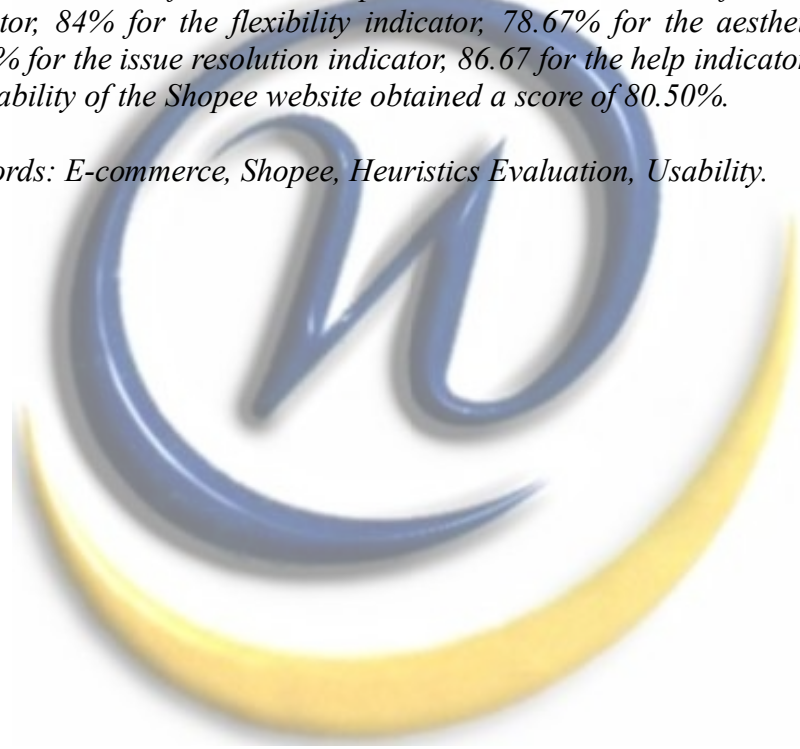 tor, 84% for the flexibility indicator, 78.67% for the aesthe
% for the issue resolution indicator, 86.67 for the help indicator
ability of the Shopee website obtained a score of 80.50%.
ords: E-commerce, Shopee, Heuristics Evaluation, Usability.